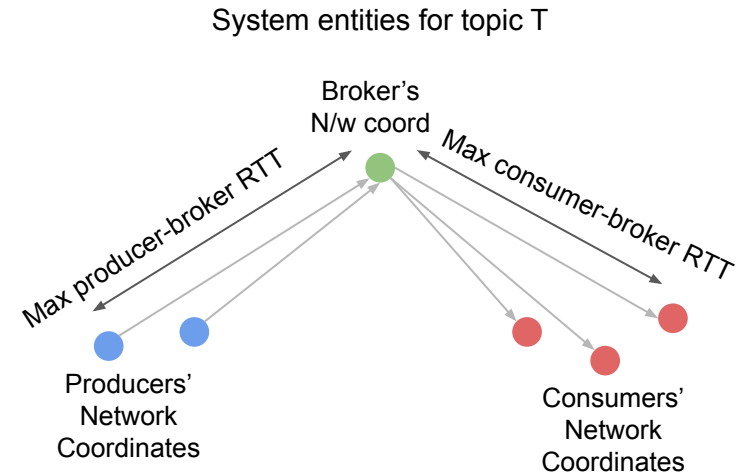 System entities for topic T
Broker's
N/w coord
Max producer-broker RTT
Max consumer-broker RTT
Producers'
Network
Coordinates
Consumers'
Network
Coordinates